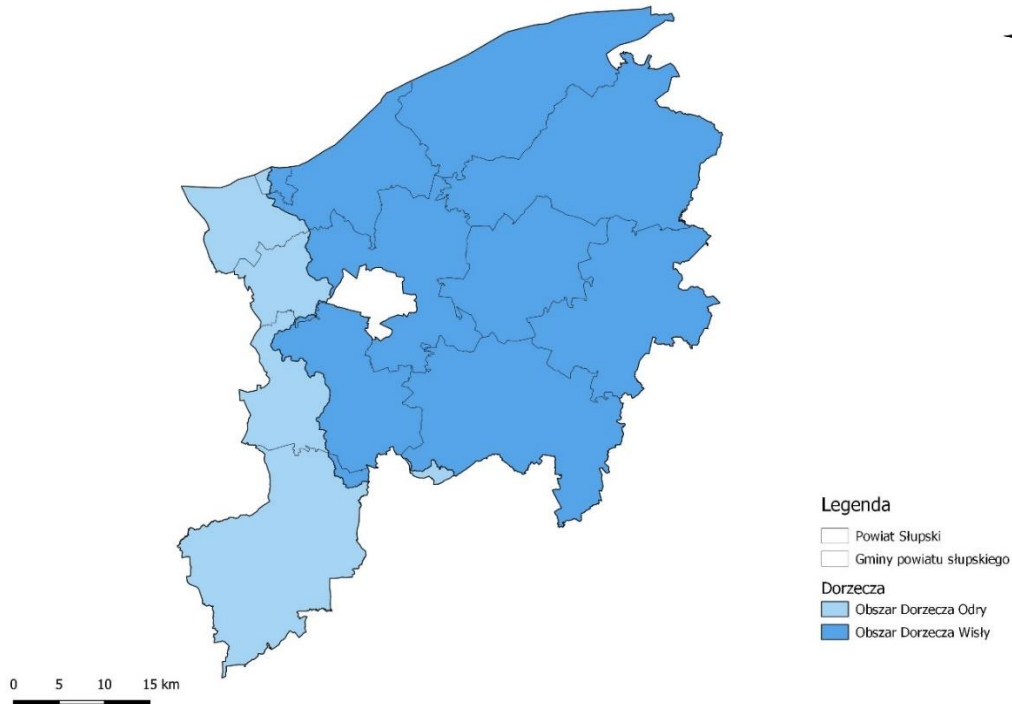 Legenda
Powiat Słupski
Gminy powiatu słupskiego
Dorzecza
Obszar Dorzecza Odry
Obszar Dorzecza Wisły
0 5 10 15 km